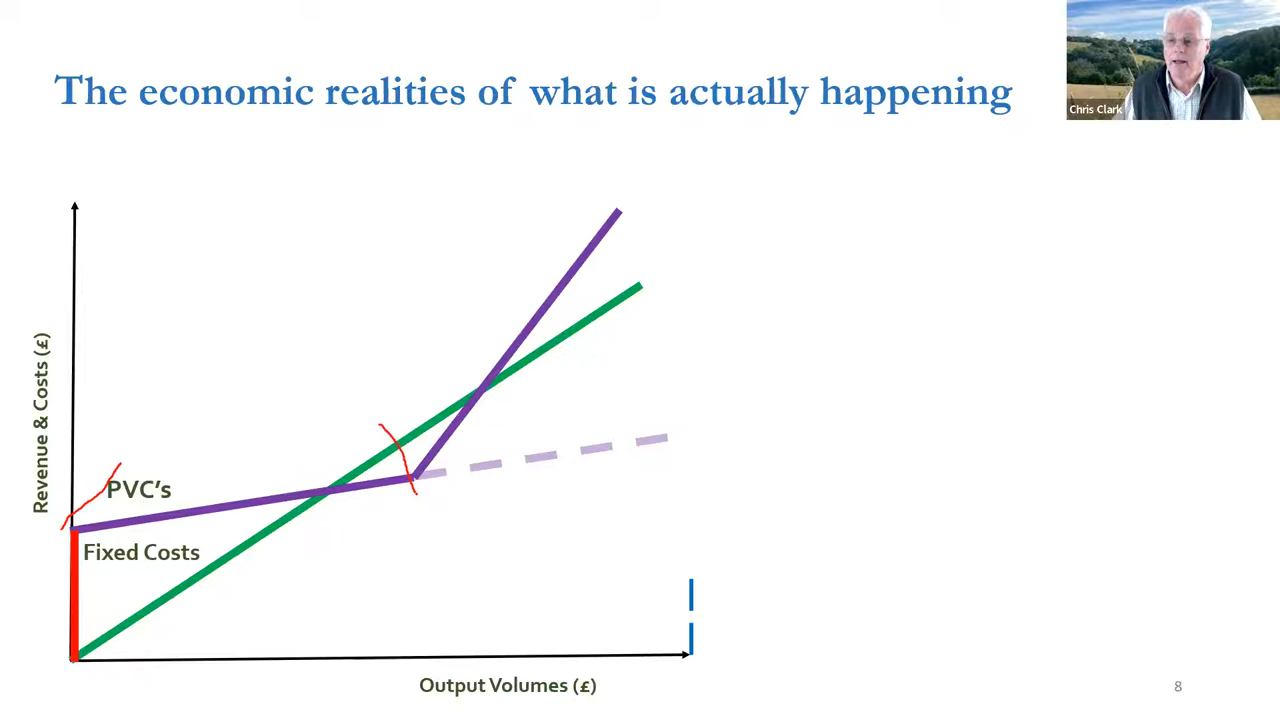 The economic realities of what is actually happening
Chris Clark
Revenue & Costs (£)
PVC's
Fixed Costs
Output Volumes (£)
8